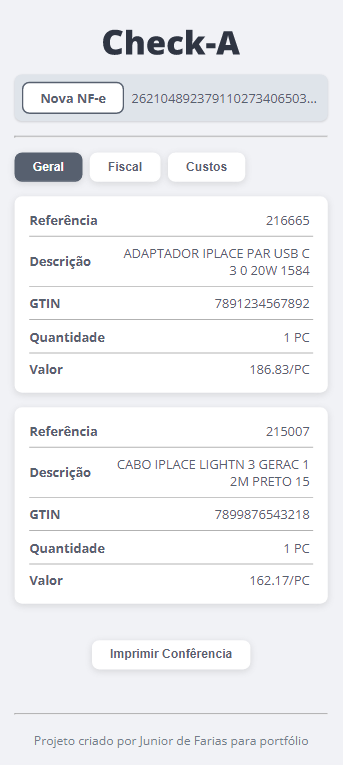 Check-A
Nova NF-e 262104892379110273406503...
Geral Fiscal Custos
Referência 216665
Descrição ADAPTADOR IPLACE PAR USB C
3 0 20W 1584
GTIN 7891234567892
Quantidade 1 PC
Valor 186.83/PC
Referência 215007
Descrição CABO IPLACE LIGHTN 3 GERAC 1
2M PRETO 15
GTIN 7899876543218
Quantidade 1 PC
Valor 162.17/PC
Imprimir Conférencia
Projeto criado por Junior de Farias para portfólio